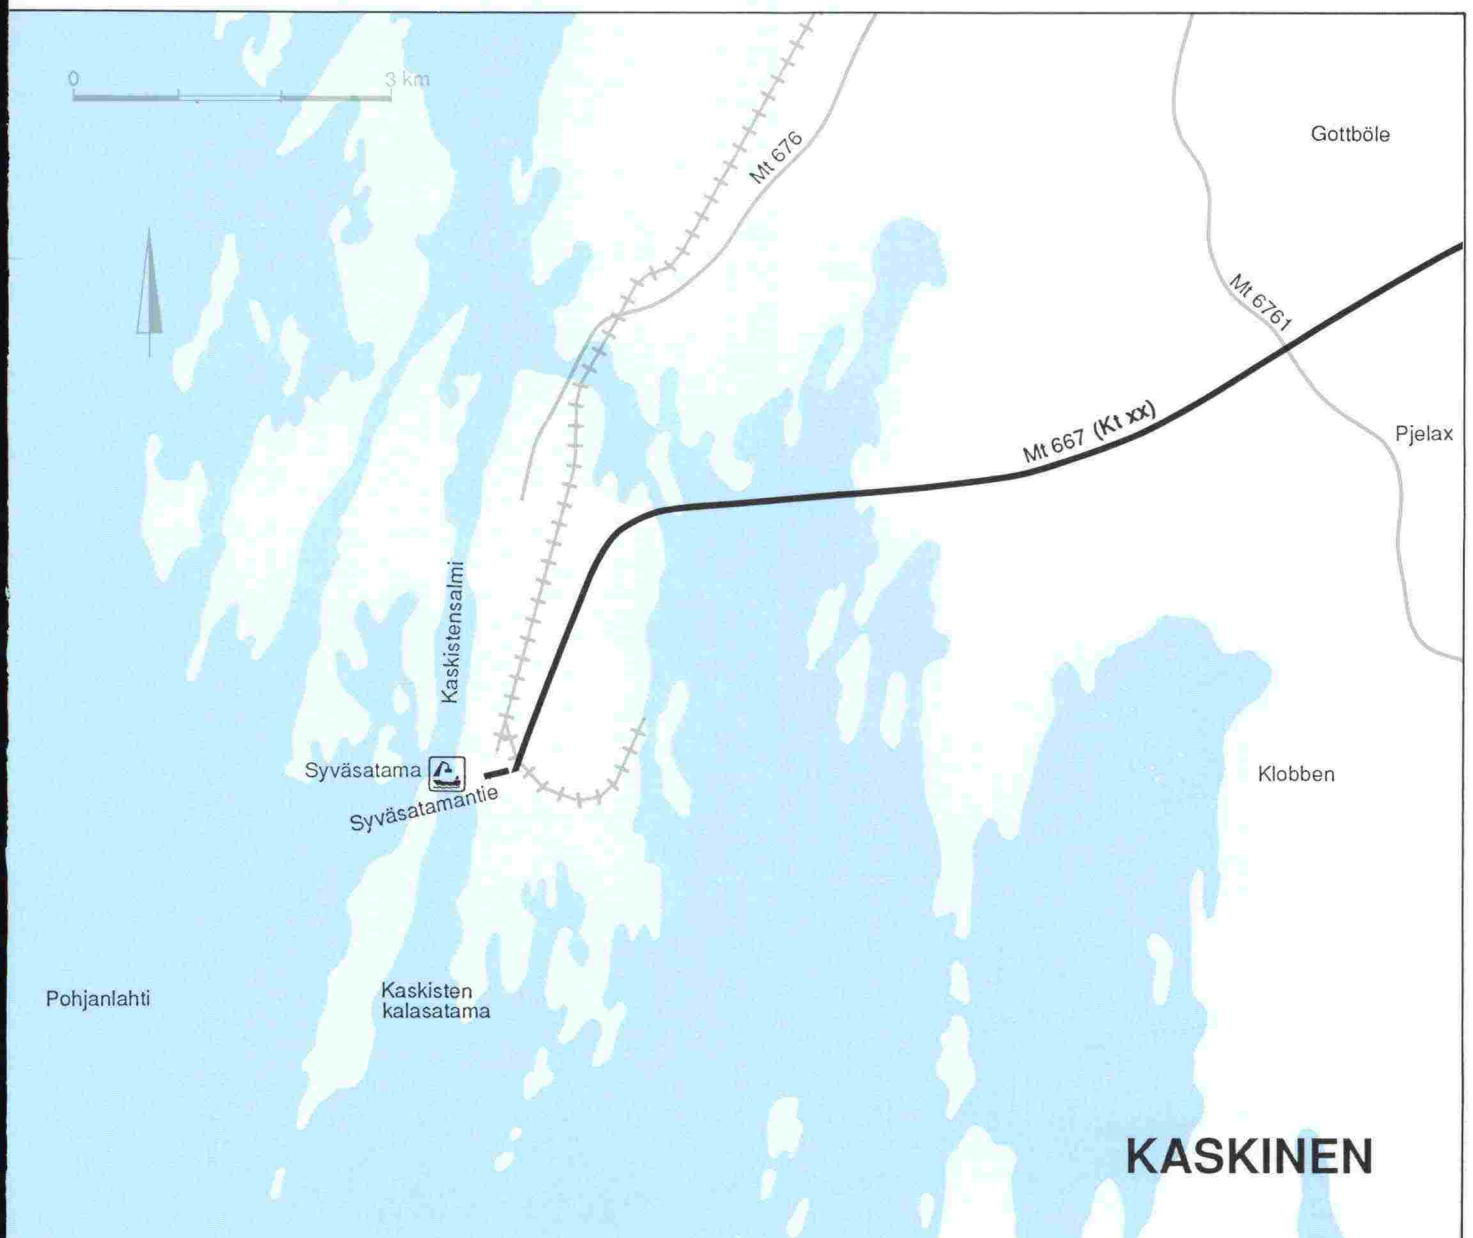 0 3 km
Gottböle
Mt 676
Mt 6761
Mt 667 (Kt xx)
Pjelax
Kaskistensalmi
Syväsatama
Syväsatamantie
Klobben
Pohjanlahti
Kaskisten
kalasatama
KASKINEN